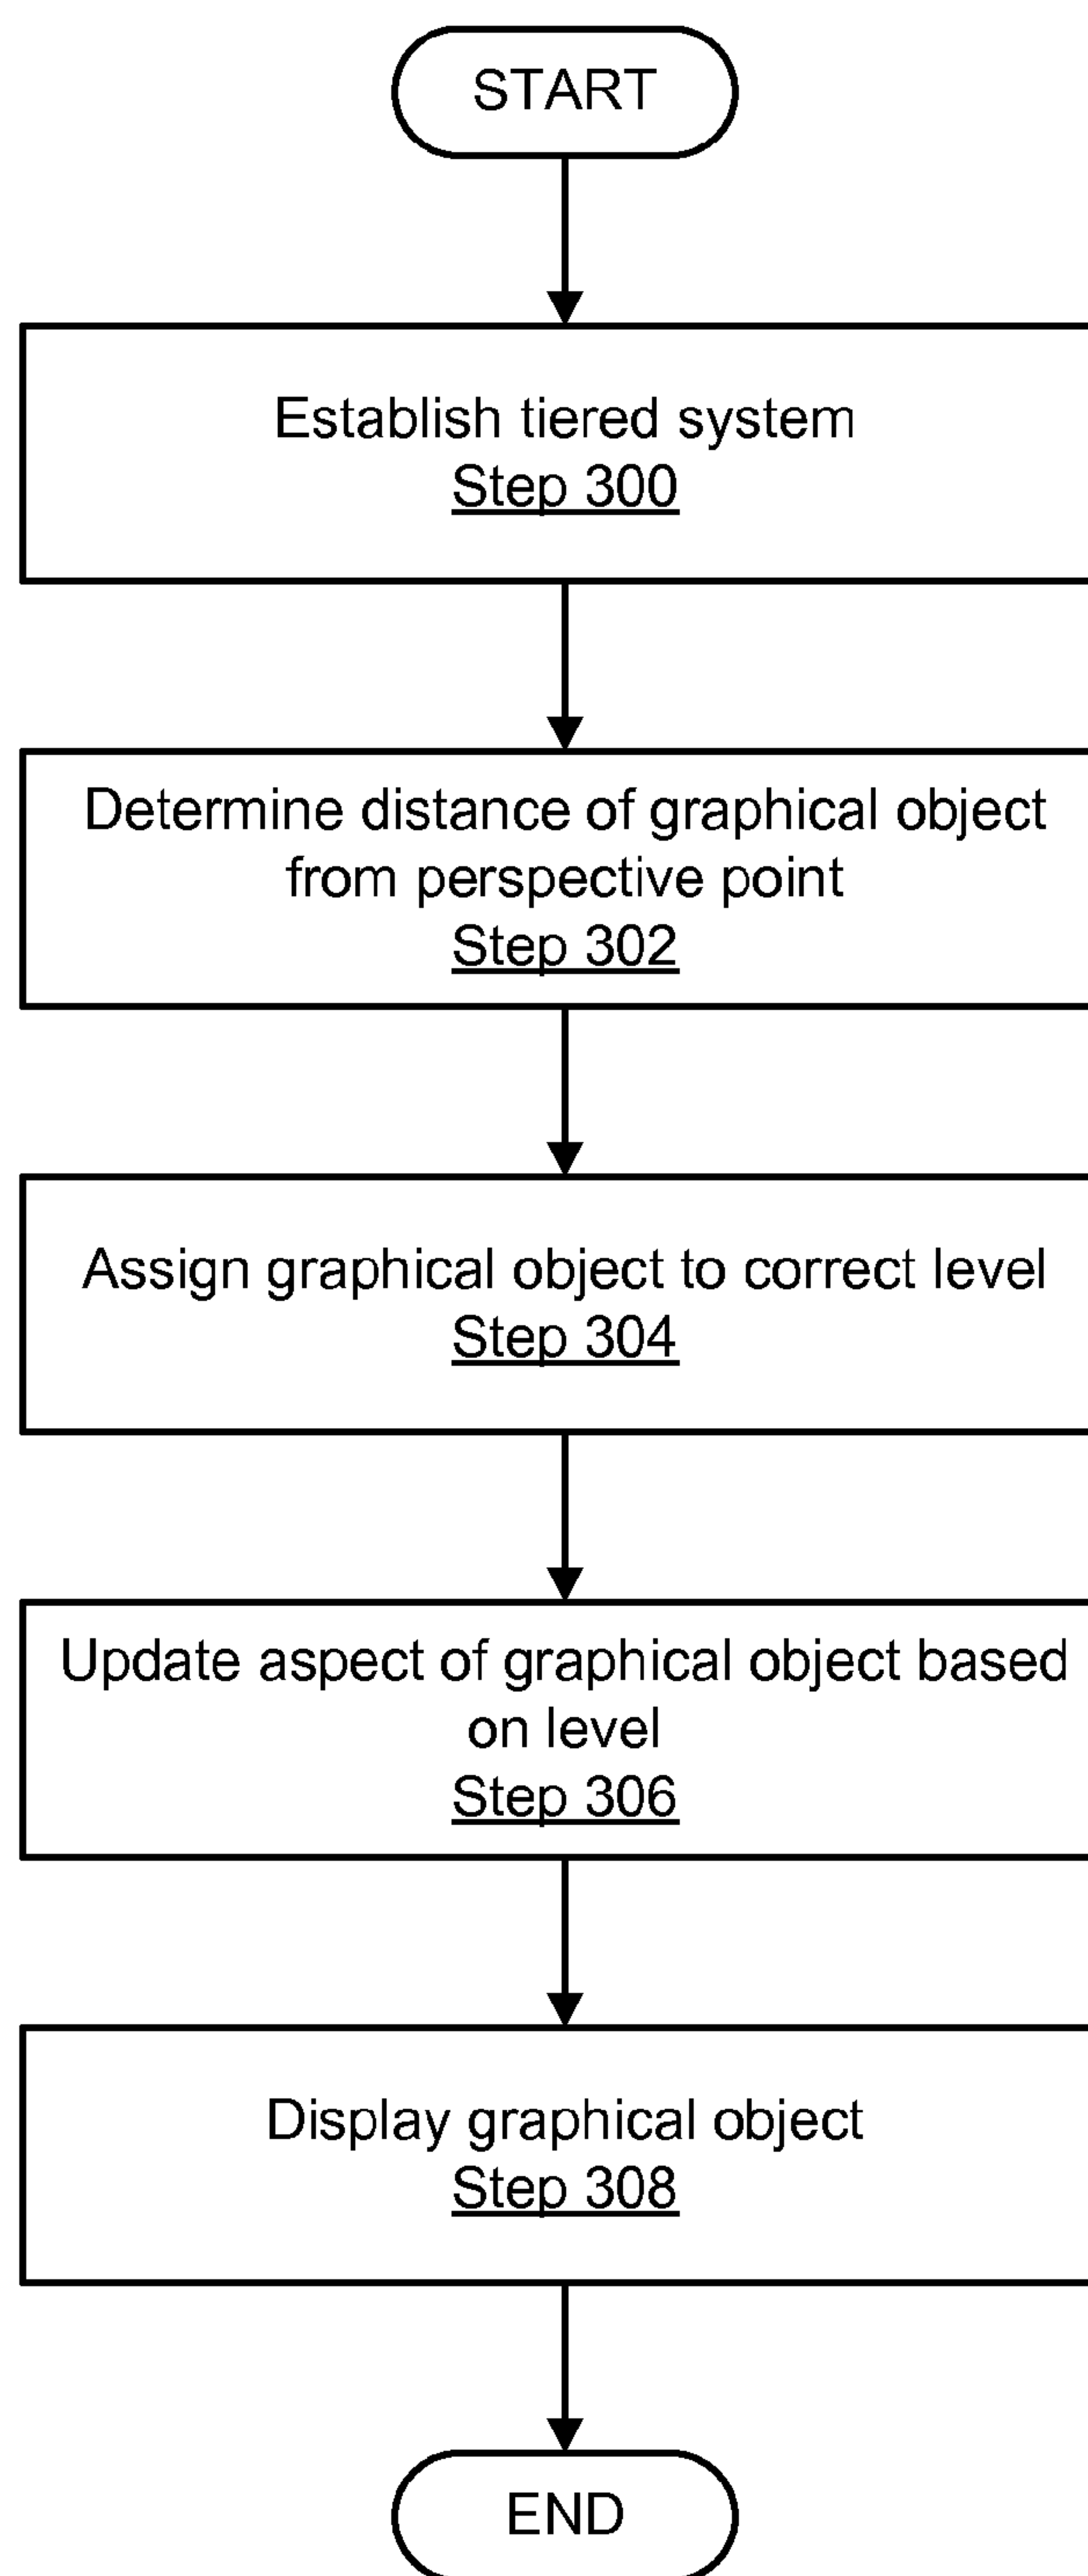 START
Establish tiered system
Step 300
Determine distance of graphical object
from perspective point
Step 302
Assign graphical object to correct level
Step 304
Update aspect of graphical object based
on level
Step 306
Display graphical object
Step 308
END